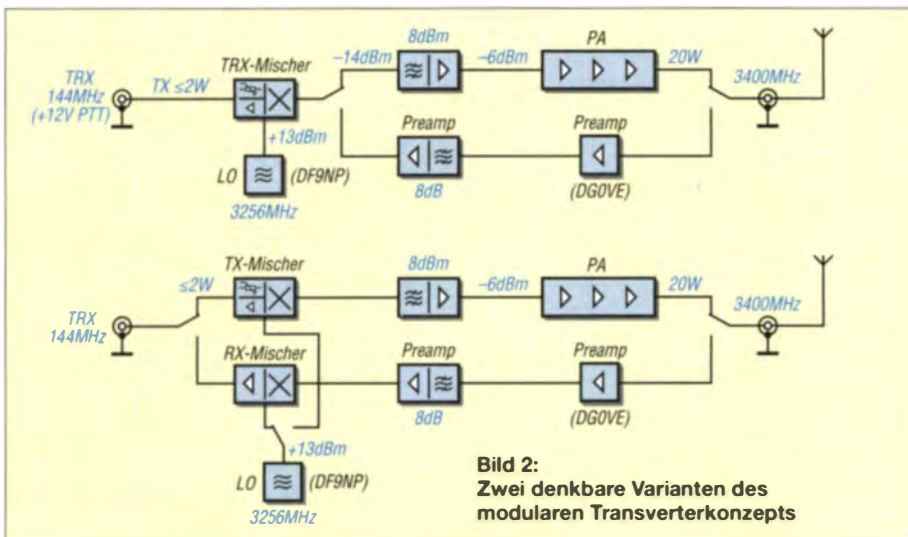 TRX
144MHz
(+12V PTT)
TX ≤2W
TRX-Mischer
+13dBm
LO
(DF9NP)
3256MHz
–14dBm
8dBm
–6dBm
PA
20W
3400MHz
Preamp
8dB
Preamp
(DG0VE)
TRX
144MHz
≤2W
TX-Mischer
RX-Mischer
+13dBm
LO
(DF9NP)
3256MHz
8dBm
–6dBm
PA
20W
3400MHz
Preamp
8dB
Preamp
(DG0VE)
Bild 2:
Zwei denkbare Varianten des
modularen Transverterkonzepts